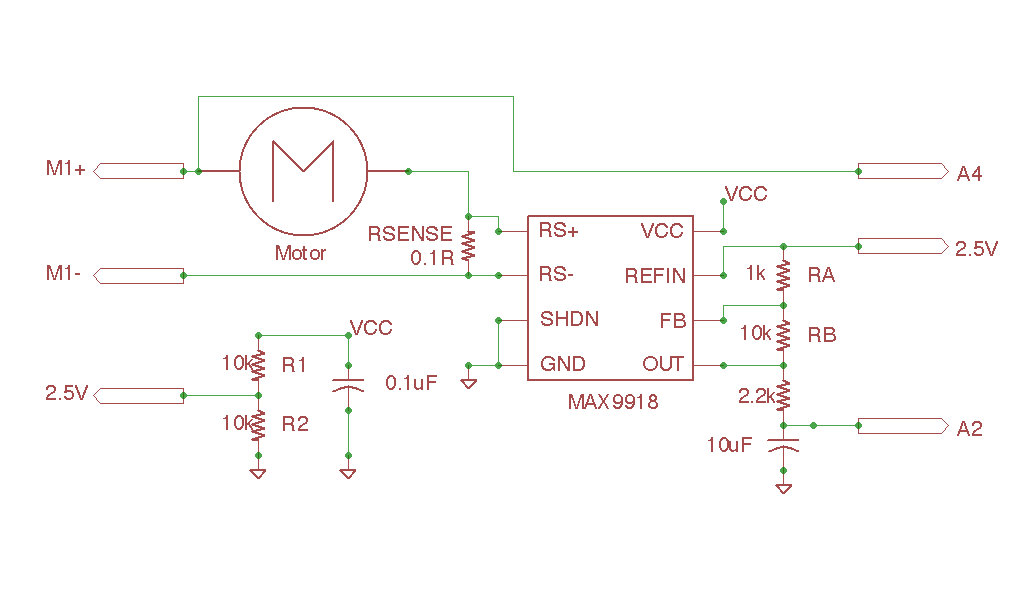 M1+
A4
VCC
RSENSE
RS+
VCC
Motor
0.1R
2.5V
M1-
RS-
REFIN
1k
RA
SHDN
FB
10k
RB
VCC
10k
R1
GND
OUT
0.1uF
2.5V
MAX9918
2.2k
10k
R2
A2
10uF